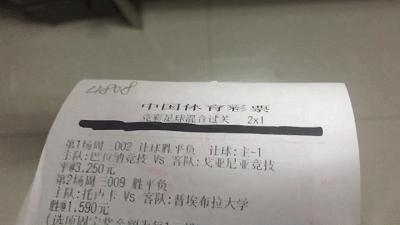 中国体育彩票
竞彩足球混合过关 2x1
第1场周三002 让球胜平负 让球:主-1
主队:巴拉纳竞技 Vs 客队:戈亚尼亚竞技
平@3.250元
第2场周三009 胜平负
主队:托卢卡 Vs 客队:普埃布拉大学
胜@1.590元